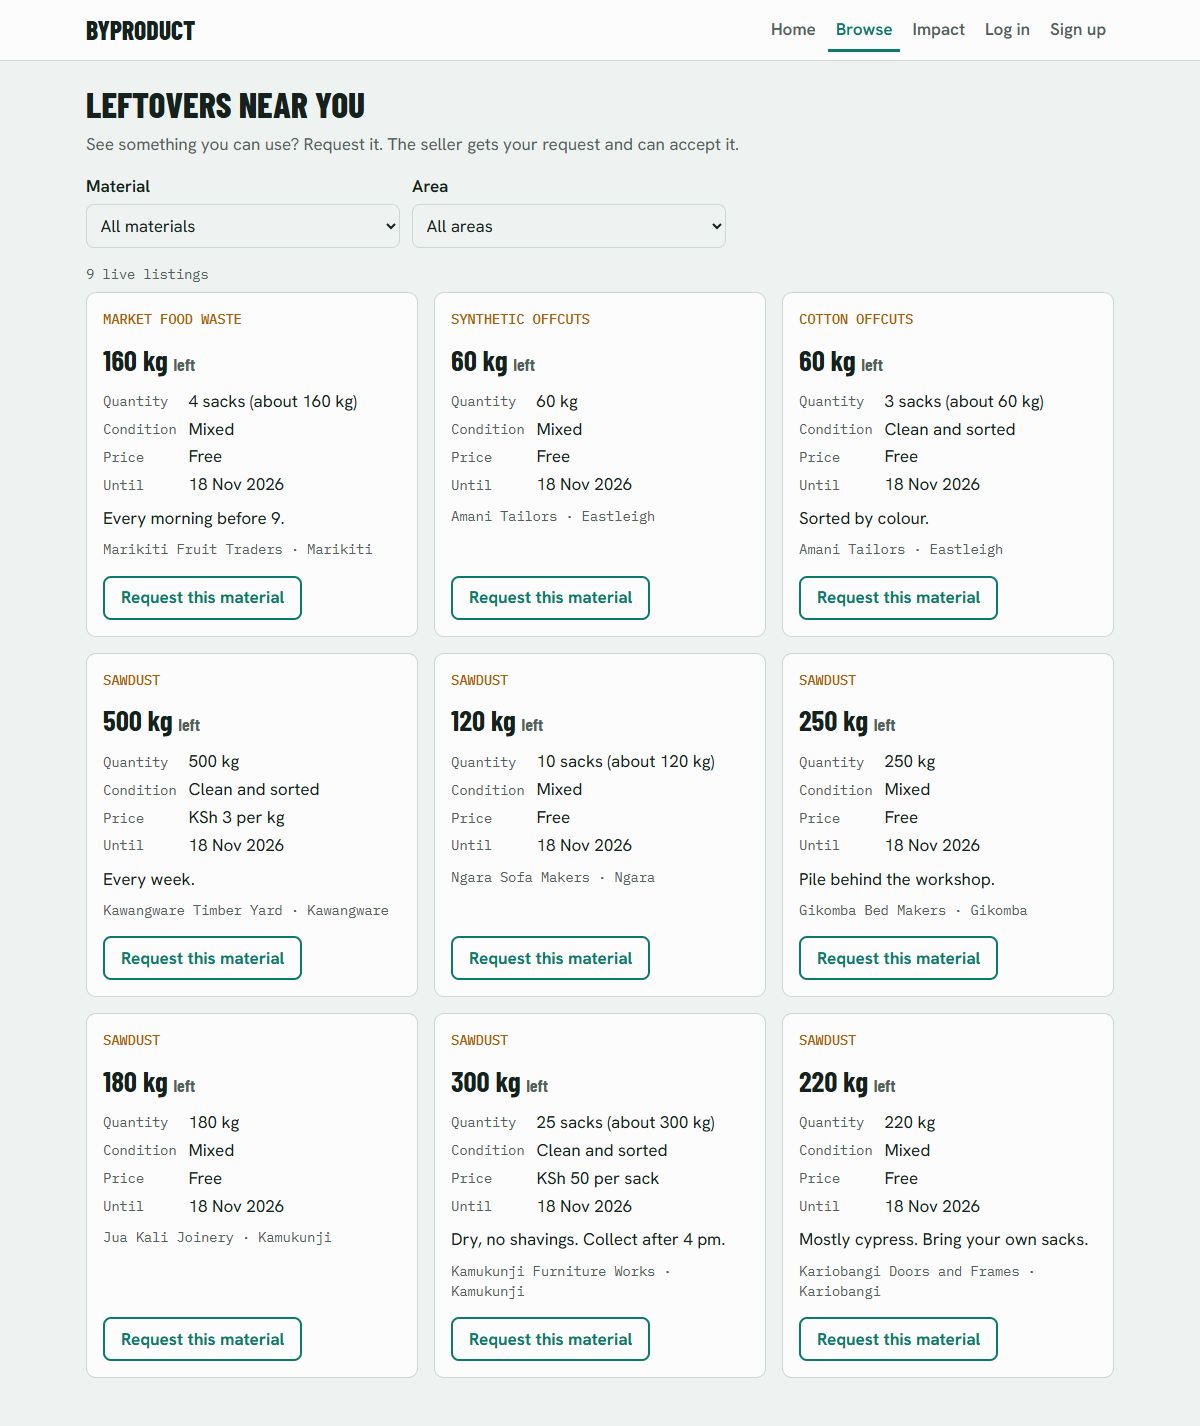 BYPRODUCT
Home Browse Impact Log in Sign up
LEFTOVERS NEAR YOU
See something you can use? Request it. The seller gets your request and can accept it.
Material
All materials
Area
All areas
9 live listings
MARKET FOOD WASTE
160 kg left
Quantity 4 sacks (about 160 kg)
Condition Mixed
Price Free
Until 18 Nov 2026
Every morning before 9.
Marikiti Fruit Traders · Marikiti
Request this material
SYNTHETIC OFFCUTS
60 kg left
Quantity 60 kg
Condition Mixed
Price Free
Until 18 Nov 2026
Amani Tailors · Eastleigh
Request this material
COTTON OFFCUTS
60 kg left
Quantity 3 sacks (about 60 kg)
Condition Clean and sorted
Price Free
Until 18 Nov 2026
Sorted by colour.
Amani Tailors · Eastleigh
Request this material
SAWDUST
500 kg left
Quantity 500 kg
Condition Clean and sorted
Price KSh 3 per kg
Until 18 Nov 2026
Every week.
Kawangware Timber Yard · Kawangware
Request this material
SAWDUST
120 kg left
Quantity 10 sacks (about 120 kg)
Condition Mixed
Price Free
Until 18 Nov 2026
Ngara Sofa Makers · Ngara
Request this material
SAWDUST
250 kg left
Quantity 250 kg
Condition Mixed
Price Free
Until 18 Nov 2026
Pile behind the workshop.
Gikomba Bed Makers · Gikomba
Request this material
SAWDUST
180 kg left
Quantity 180 kg
Condition Mixed
Price Free
Until 18 Nov 2026
Jua Kali Joinery · Kamukunji
Request this material
SAWDUST
300 kg left
Quantity 25 sacks (about 300 kg)
Condition Clean and sorted
Price KSh 50 per sack
Until 18 Nov 2026
Dry, no shavings. Collect after 4 pm.
Kamukunji Furniture Works ·
Kamukunji
Request this material
SAWDUST
220 kg left
Quantity 220 kg
Condition Mixed
Price Free
Until 18 Nov 2026
Mostly cypress. Bring your own sacks.
Kariobangi Doors and Frames ·
Kariobangi
Request this material